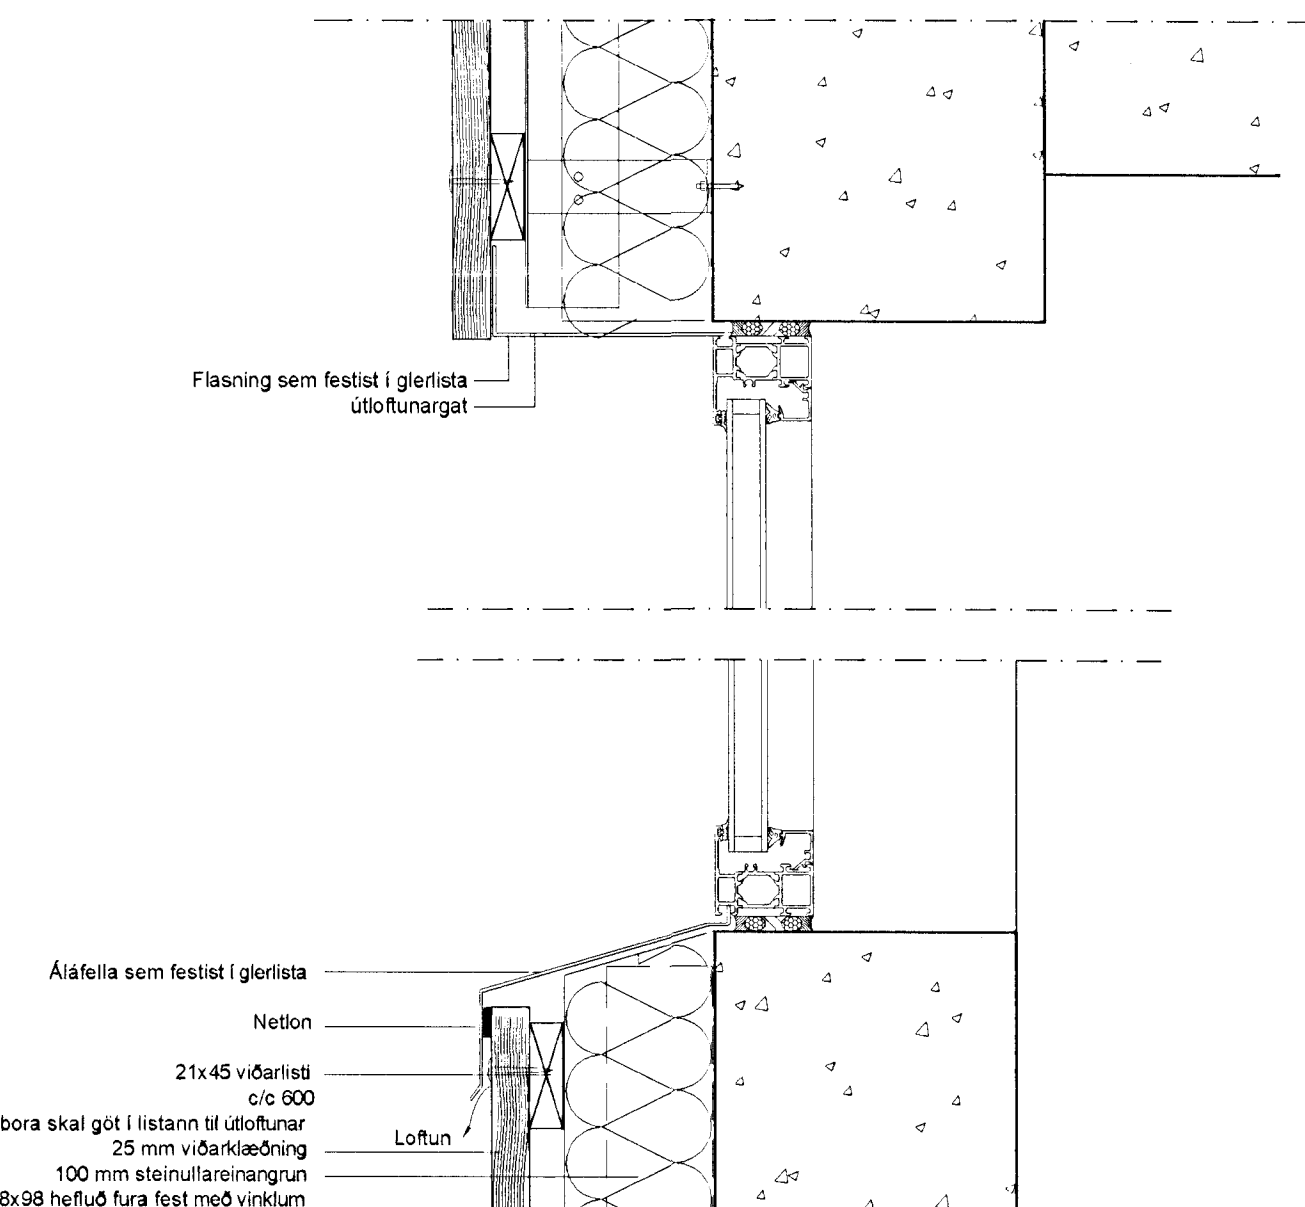 Flasning sem festist í glerlista
útloftunargat
Áláfella sem festist í glerlista
Netlon
21x45 viðarlisti
c/c 600
bora skal göt í listann til útloftunar
Loftun
25 mm viðarklæðning
100 mm steinullareinangrun
8x98 hefluð fura fest með vinklum